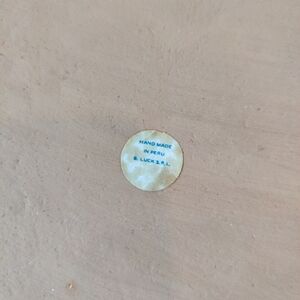 HAND MADE
IN PERU
B. LUCK S.R.L.